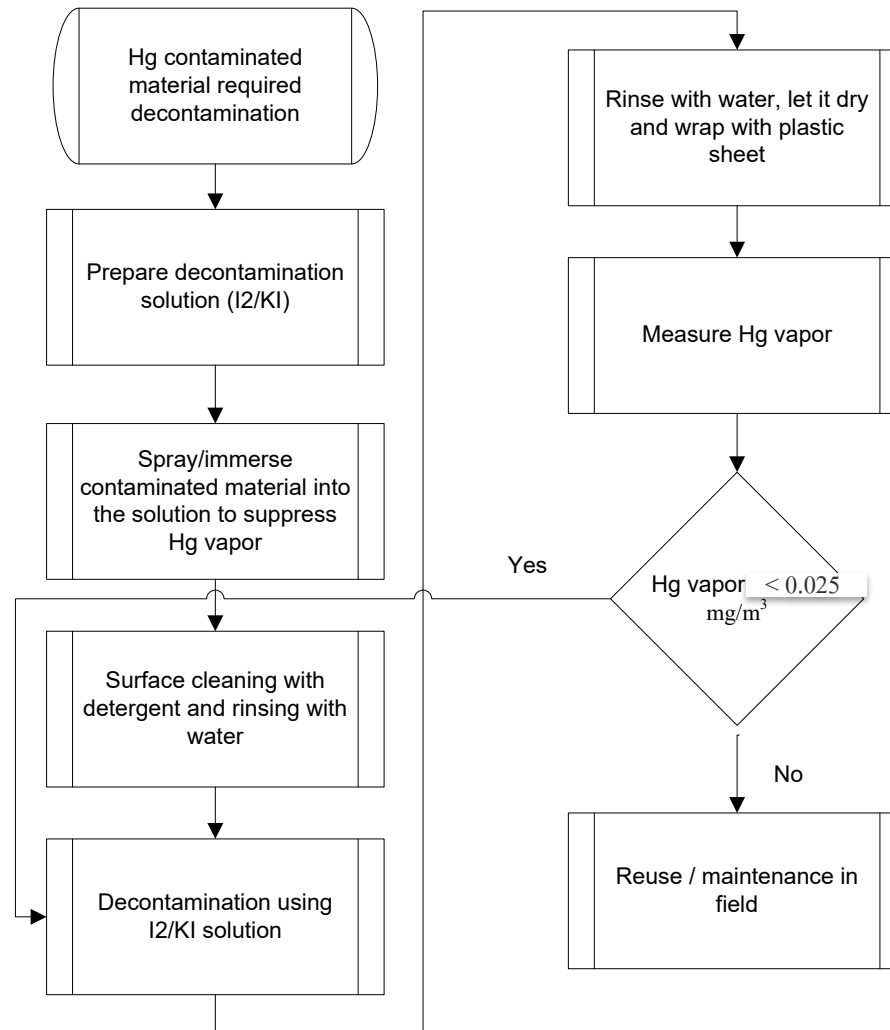 Hg contaminated
material required
decontamination
Prepare decontamination
solution (I2/KI)
Spray/immerse
contaminated material into
the solution to suppress
Hg vapor
Surface cleaning with
detergent and rinsing with
water
Decontamination using
I2/KI solution
Rinse with water, let it dry
and wrap with plastic
sheet
Measure Hg vapor
Yes
Hg vapor < 0.025
mg/m³
No
Reuse / maintenance in
field